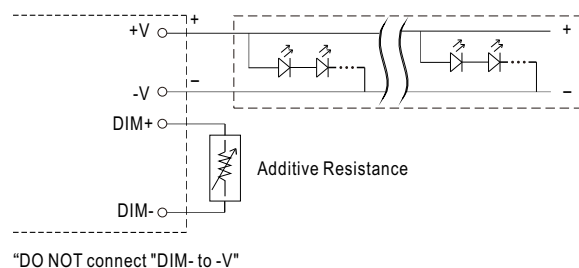 +V
+
+
-V
–
–
DIM+
Additive Resistance
DIM-
“DO NOT connect "DIM- to -V"